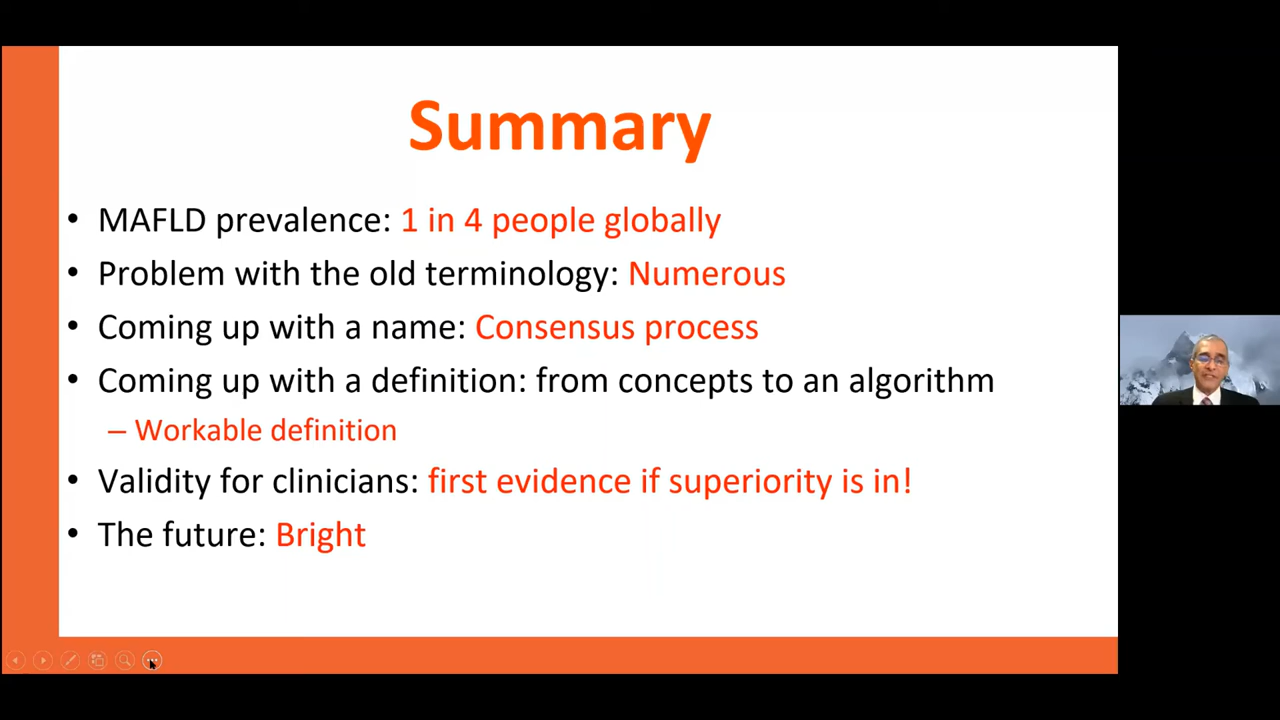 Summary
• MAFLD prevalence: 1 in 4 people globally
• Problem with the old terminology: Numerous
• Coming up with a name: Consensus process
• Coming up with a definition: from concepts to an algorithm
– Workable definition
• Validity for clinicians: first evidence if superiority is in!
• The future: Bright